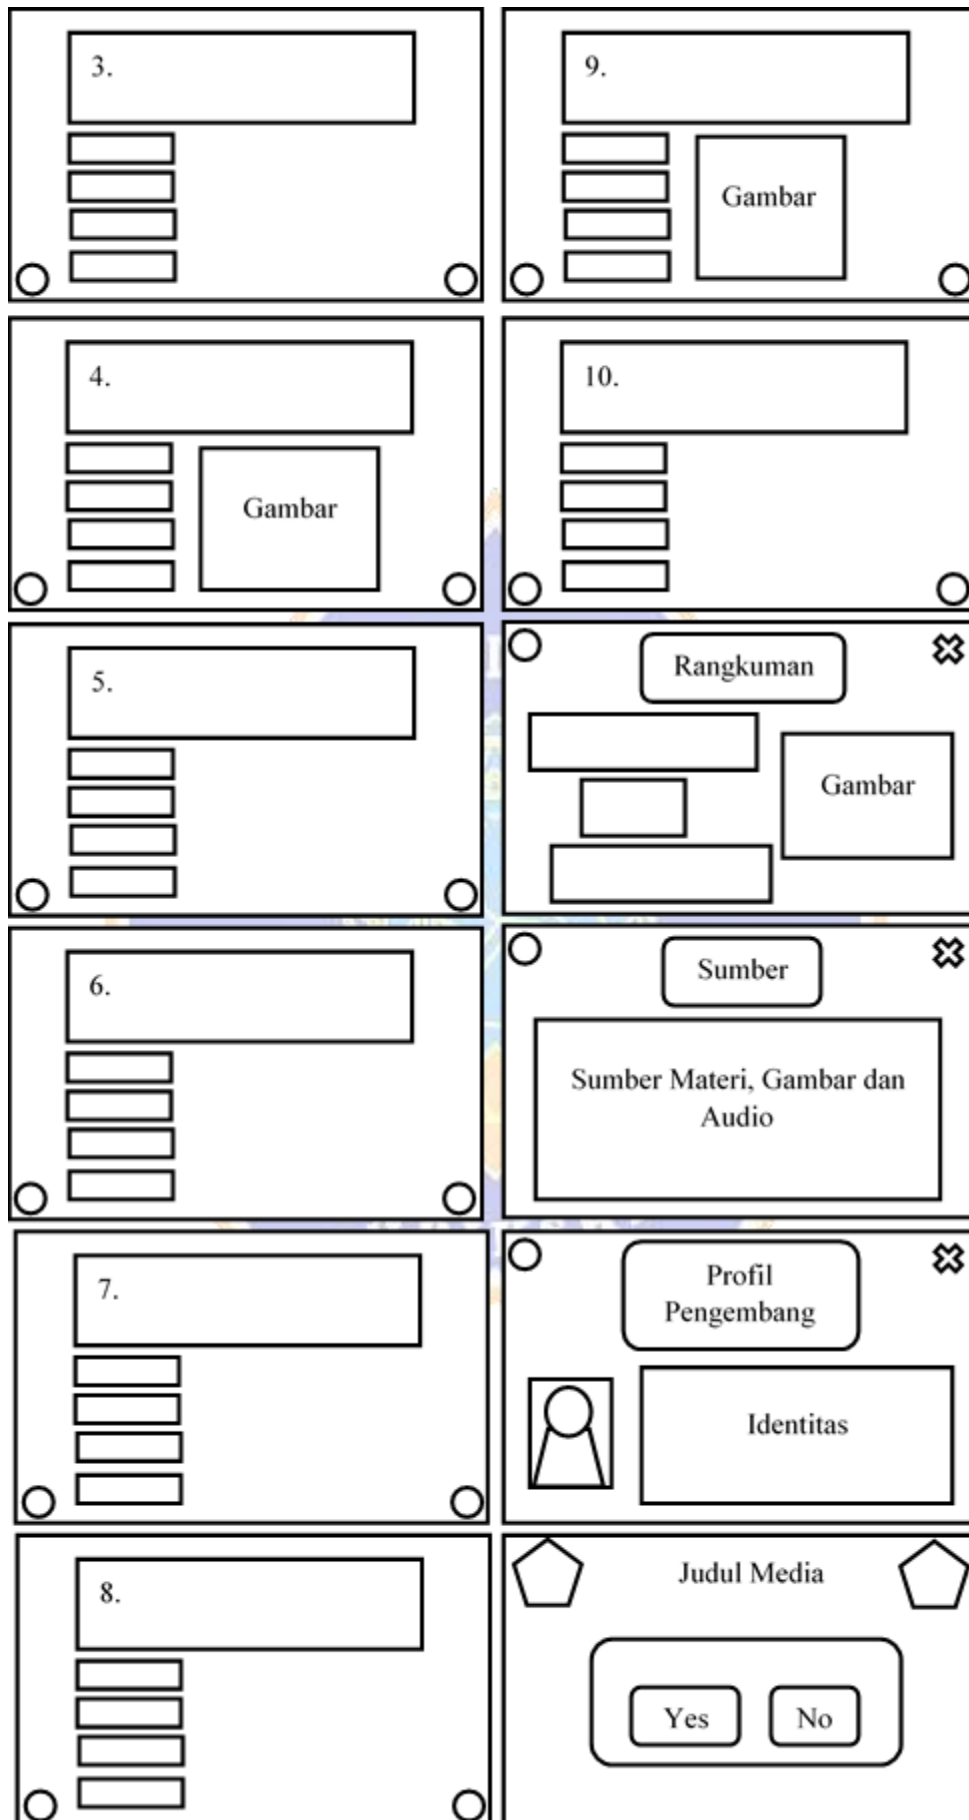 3.
4.
Gambar
5.
6.
7.
8.
9.
Gambar
10.
Rangkuman
Gambar
Sumber
Sumber Materi, Gambar dan
Audio
Profil
Pengembang
Identitas
Judul Media
Yes
No